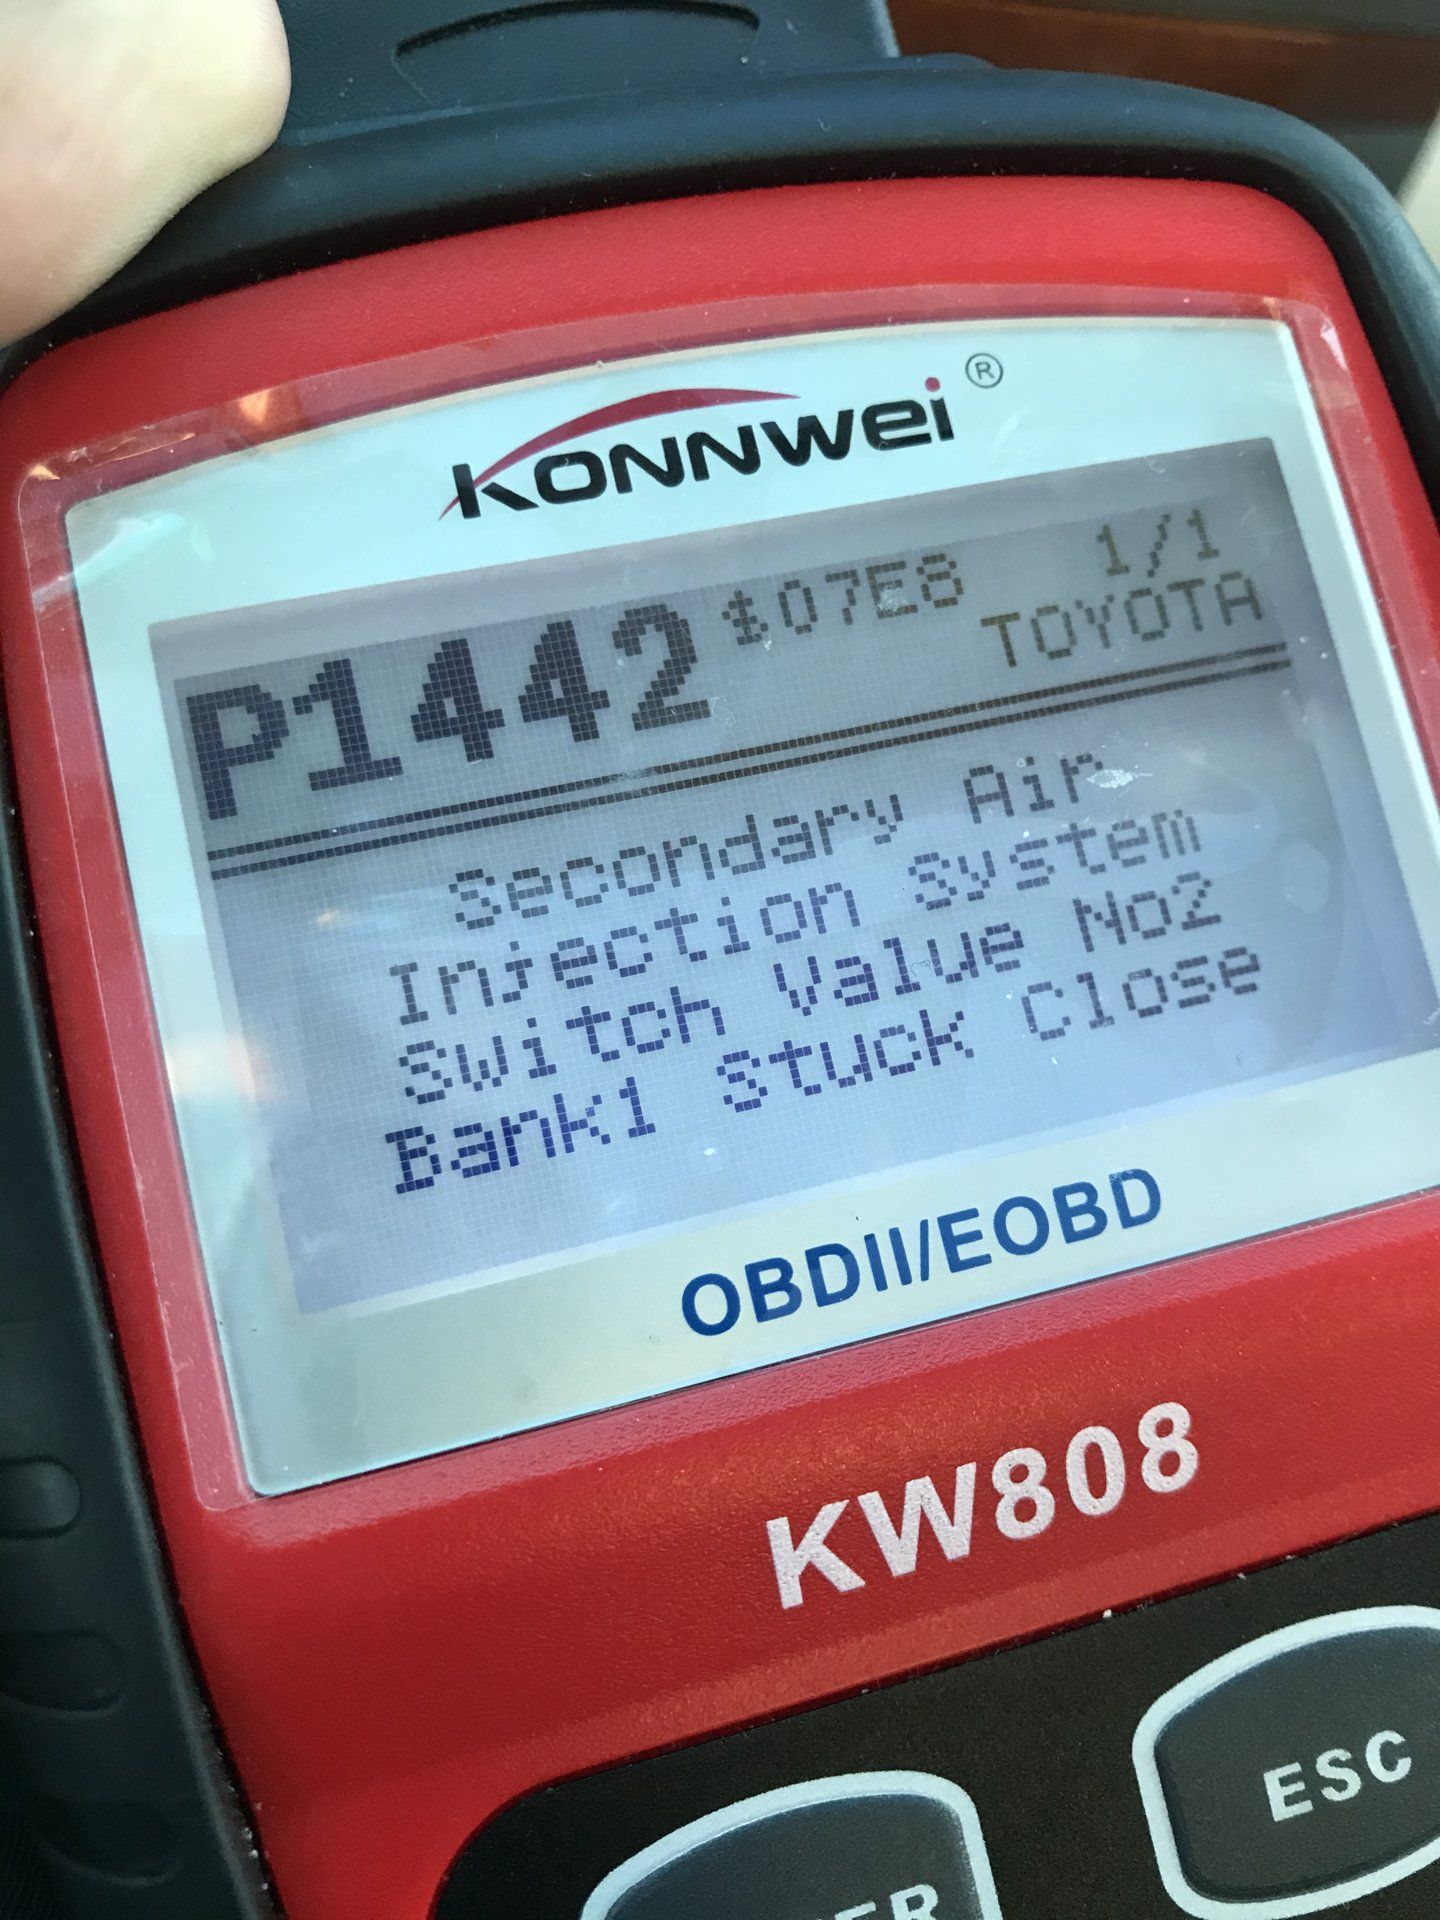 KONNWEI ®
P1442 $07E8 1/1
TOYOTA
Secondary Air
Injection System
Switch Value No2
Bank1 Stuck Close
OBDII/EOBD
KW808
ESC